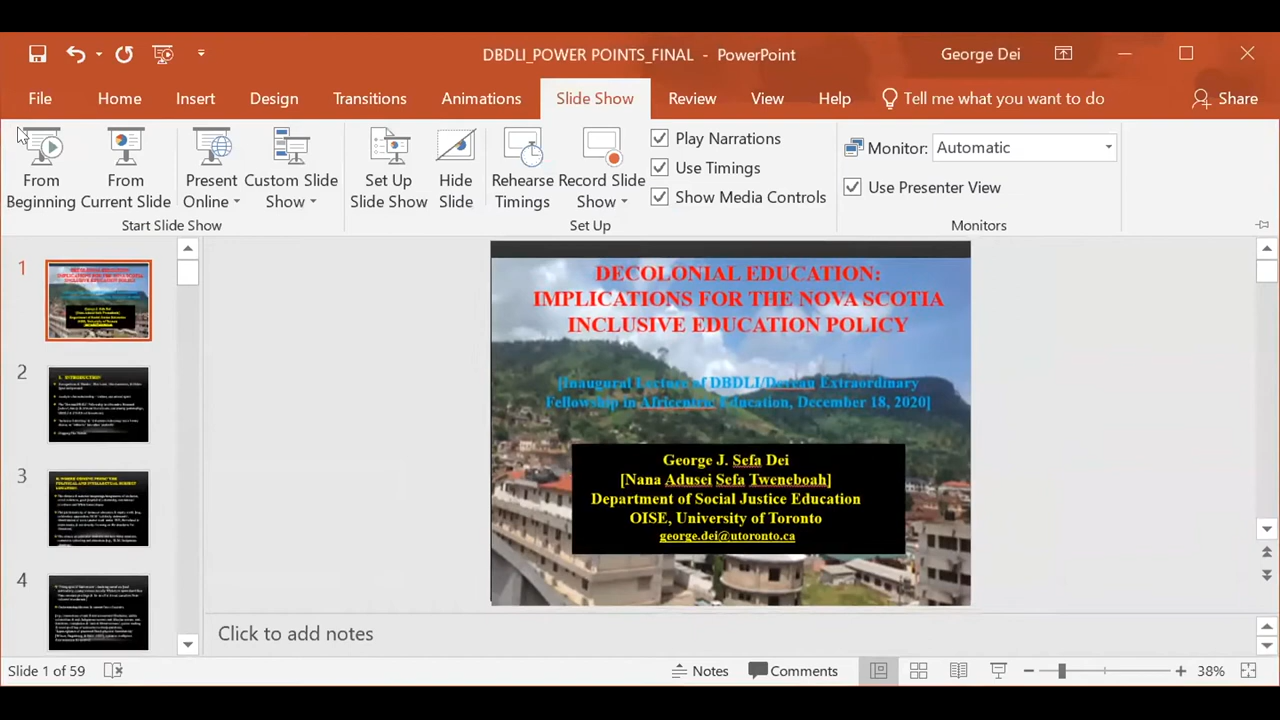 DBDLI_POWER POINTS_FINAL - PowerPoint
George Dei
File
Home
Insert
Design
Transitions
Animations
Slide Show
Review
View
Help
Tell me what you want to do
Share
From Beginning
From Current Slide
Present Online
Custom Slide Show
Start Slide Show
Set Up Slide Show
Hide Slide
Rehearse Timings
Record Slide Show
Play Narrations
Use Timings
Show Media Controls
Set Up
Monitor:
Automatic
Use Presenter View
Monitors
1
2
3
4
DECOLONIAL EDUCATION:
IMPLICATIONS FOR THE NOVA SCOTIA
INCLUSIVE EDUCATION POLICY
[Inaugural Lecture of DBDLI/Dereau Extraordinary
Fellowship in Africentric Education, December 18, 2020]
George J. Sefa Dei
[Nana Adusei Sefa Tweneboah]
Department of Social Justice Education
OISE, University of Toronto
george.dei@utoronto.ca
Click to add notes
Slide 1 of 59
Notes
Comments
38%